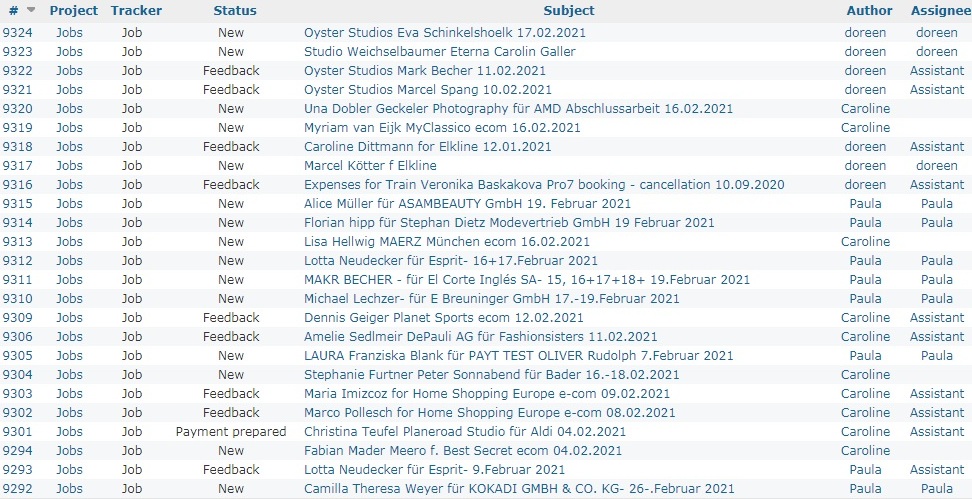 # Project Tracker Status Subject Author Assignee
9324 Jobs Job New Oyster Studios Eva Schinkelshoelk 17.02.2021 doreen doreen
9323 Jobs Job New Studio Weichselbaumer Eterna Carolin Galler doreen doreen
9322 Jobs Job Feedback Oyster Studios Mark Becher 11.02.2021 doreen Assistant
9321 Jobs Job Feedback Oyster Studios Marcel Spang 10.02.2021 doreen Assistant
9320 Jobs Job New Una Dobler Geckeler Photography für AMD Abschlussarbeit 16.02.2021 Caroline
9319 Jobs Job New Myriam van Eijk MyClassico ecom 16.02.2021 Caroline
9318 Jobs Job Feedback Caroline Dittmann for Elkline 12.01.2021 doreen Assistant
9317 Jobs Job New Marcel Kötter f Elkline doreen doreen
9316 Jobs Job Feedback Expenses for Train Veronika Baskakova Pro7 booking - cancellation 10.09.2020 doreen Assistant
9315 Jobs Job New Alice Müller für ASAMBEAUTY GmbH 19. Februar 2021 Paula Paula
9314 Jobs Job New Florian hipp für Stephan Dietz Modevertrieb GmbH 19 Februar 2021 Paula Paula
9313 Jobs Job New Lisa Hellwig MAERZ München ecom 16.02.2021 Caroline
9312 Jobs Job New Lotta Neudecker für Esprit- 16+17.Februar 2021 Paula Paula
9311 Jobs Job New MAKR BECHER - für El Corte Inglés SA- 15, 16+17+18+ 19.Februar 2021 Paula Paula
9310 Jobs Job New Michael Lechzer- für E Breuninger GmbH 17.-19.Februar 2021 Paula Paula
9309 Jobs Job Feedback Dennis Geiger Planet Sports ecom 12.02.2021 Caroline Assistant
9306 Jobs Job Feedback Amelie Sedlmeir DePauli AG für Fashionsisters 11.02.2021 Caroline Assistant
9305 Jobs Job New LAURA Franziska Blank für PAYT TEST OLIVER Rudolph 7.Februar 2021 Paula Paula
9304 Jobs Job New Stephanie Furtner Peter Sonnabend für Bader 16.-18.02.2021 Caroline
9303 Jobs Job Feedback Maria Imizcoz for Home Shopping Europe e-com 09.02.2021 Caroline Assistant
9302 Jobs Job Feedback Marco Pollesch for Home Shopping Europe e-com 08.02.2021 Caroline Assistant
9301 Jobs Job Payment prepared Christina Teufel Planeroad Studio für Aldi 04.02.2021 Caroline Assistant
9294 Jobs Job New Fabian Mader Meero f. Best Secret ecom 04.02.2021 Caroline
9293 Jobs Job Feedback Lotta Neudecker für Esprit- 9.Februar 2021 Paula Assistant
9292 Jobs Job New Camilla Theresa Weyer für KOKADI GMBH & CO. KG- 26-.Februar 2021 Paula Paula